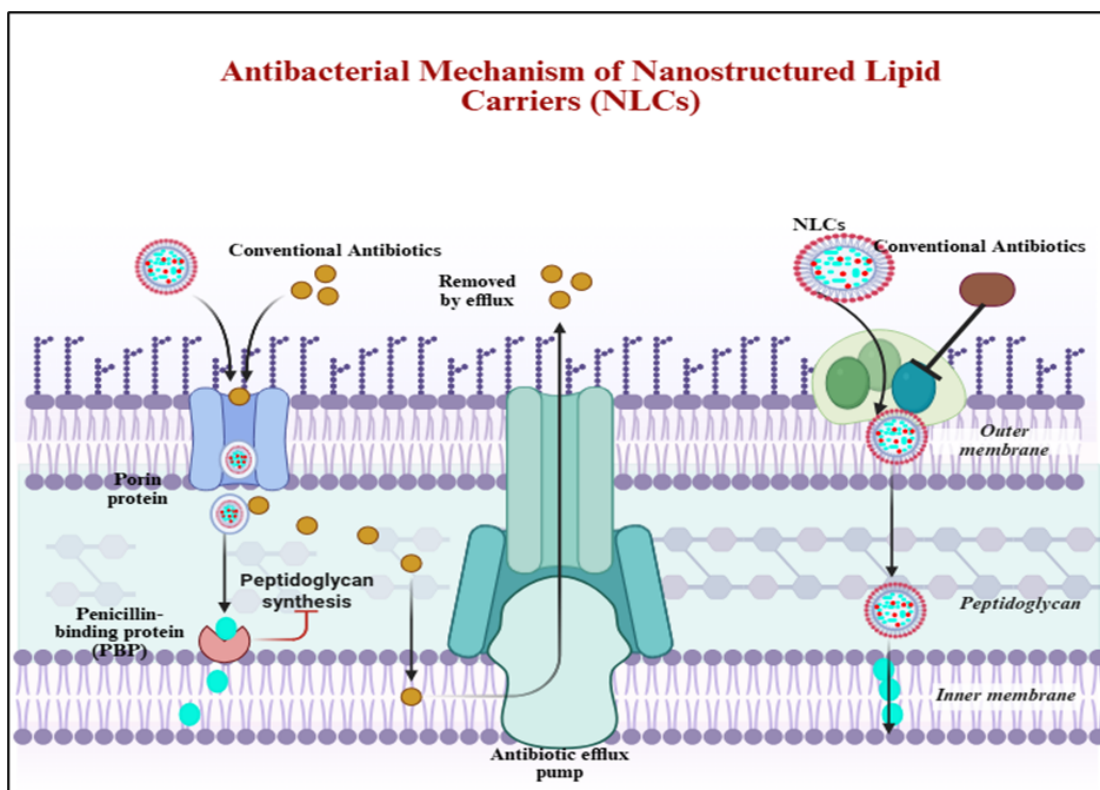 Antibacterial Mechanism of Nanostructured Lipid
Carriers (NLCs)
Conventional Antibiotics
Removed
by efflux
NLCs
Conventional Antibiotics
Outer
membrane
Porin
protein
Peptidoglycan
synthesis
Penicillin-
binding protein
(PBP)
Peptidoglycan
Inner membrane
Antibiotic efflux
pump